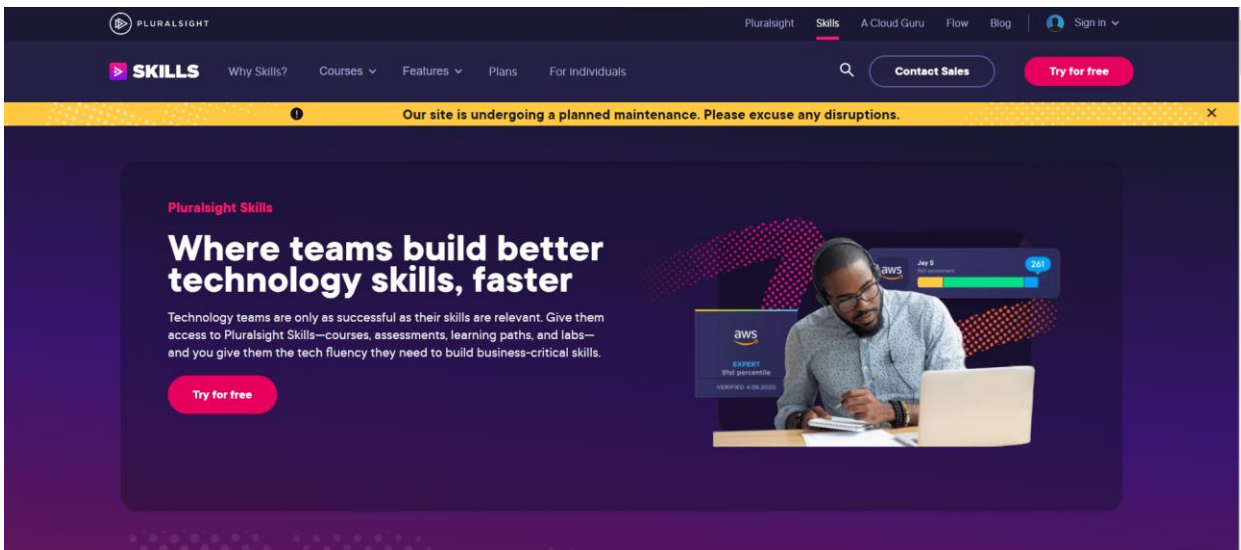 PLURALSIGHT
Pluralsight Skills A Cloud Guru Flow Blog Sign in
SKILLS Why Skills? Courses Features Plans For individuals Contact Sales Try for free
Our site is undergoing a planned maintenance. Please excuse any disruptions.
Pluralsight Skills
Where teams build better
technology skills, faster
Technology teams are only as successful as their skills are relevant. Give them
access to Pluralsight Skills—courses, assessments, learning paths, and labs—
and you give them the tech fluency they need to build business-critical skills.
Try for free
aws
Jay S
261
aws
EXPERT
91st percentile
VERIFIED 4.06.2020